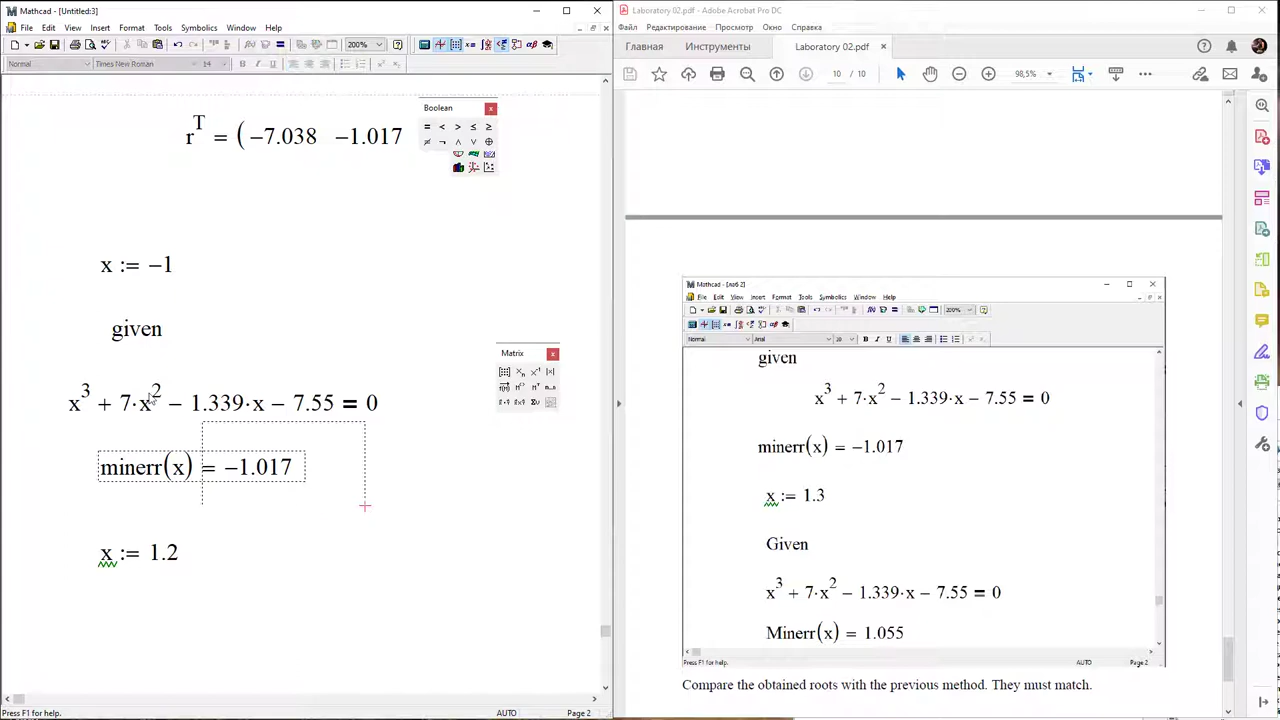 Mathcad - [Untitled:3]
File Edit View Insert Format Tools Symbolics Window Help
200%
Normal Times New Roman 14 B I U
r^T = ( −7.038 −1.017
Boolean
= < > ≤ ≥
≠ ¬ ∧ ∨ ⊕
x := −1
given
x^3 + 7·x^2 − 1.339·x − 7.55 = 0
minerr(x) = −1.017
x := 1.2
Matrix
Press F1 for help. AUTO Page 2
Laboratory 02.pdf - Adobe Acrobat Pro DC
Файл Редактирование Просмотр Окно Справка
Главная Инструменты Laboratory 02.pdf ×
10 / 10 98,5%
Mathcad - [лаб 2]
File Edit View Insert Format Tools Symbolics Window Help
200%
Normal Arial 10 B I U
given
x^3 + 7·x^2 − 1.339·x − 7.55 = 0
minerr(x) = −1.017
x := 1.3
Given
x^3 + 7·x^2 − 1.339·x − 7.55 = 0
Minerr(x) = 1.055
Press F1 for help. AUTO Page 2
Compare the obtained roots with the previous method. They must match.